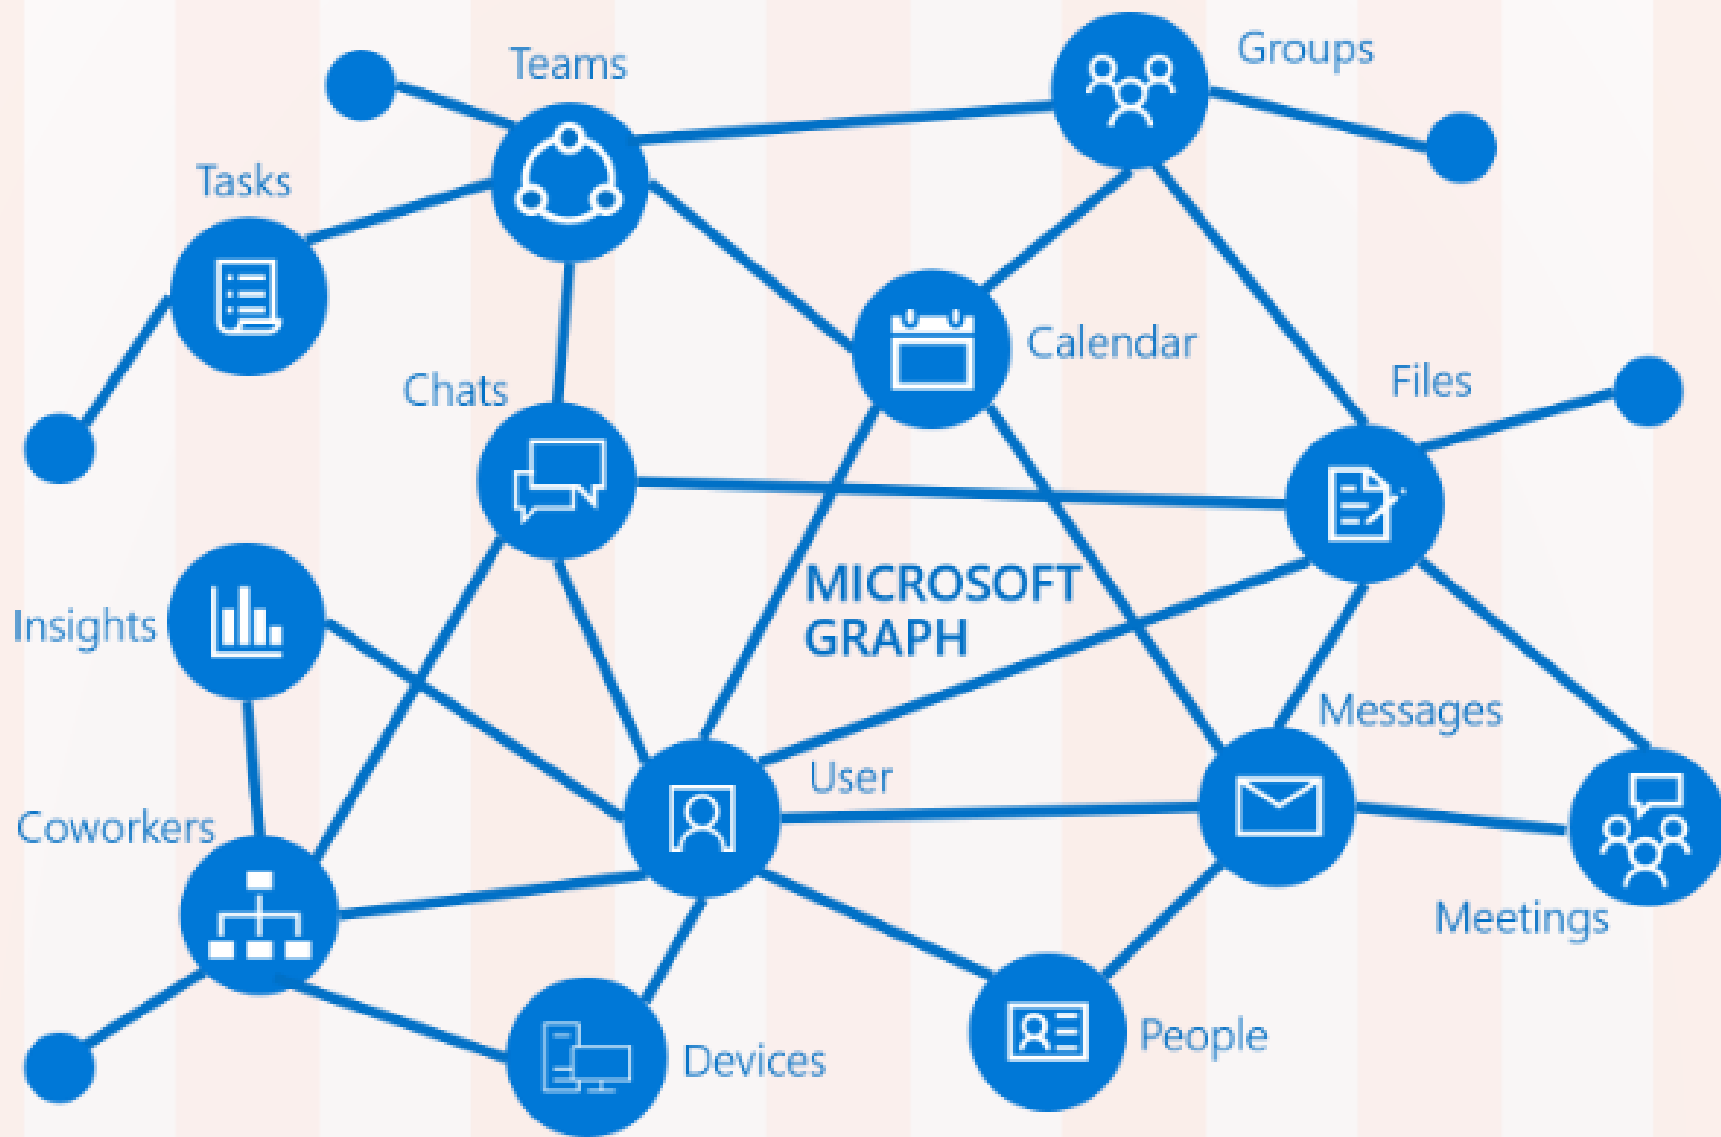 Groups
Teams
Tasks
Calendar
Files
Chats
MICROSOFT
GRAPH
Insights
Messages
User
Coworkers
Meetings
People
Devices